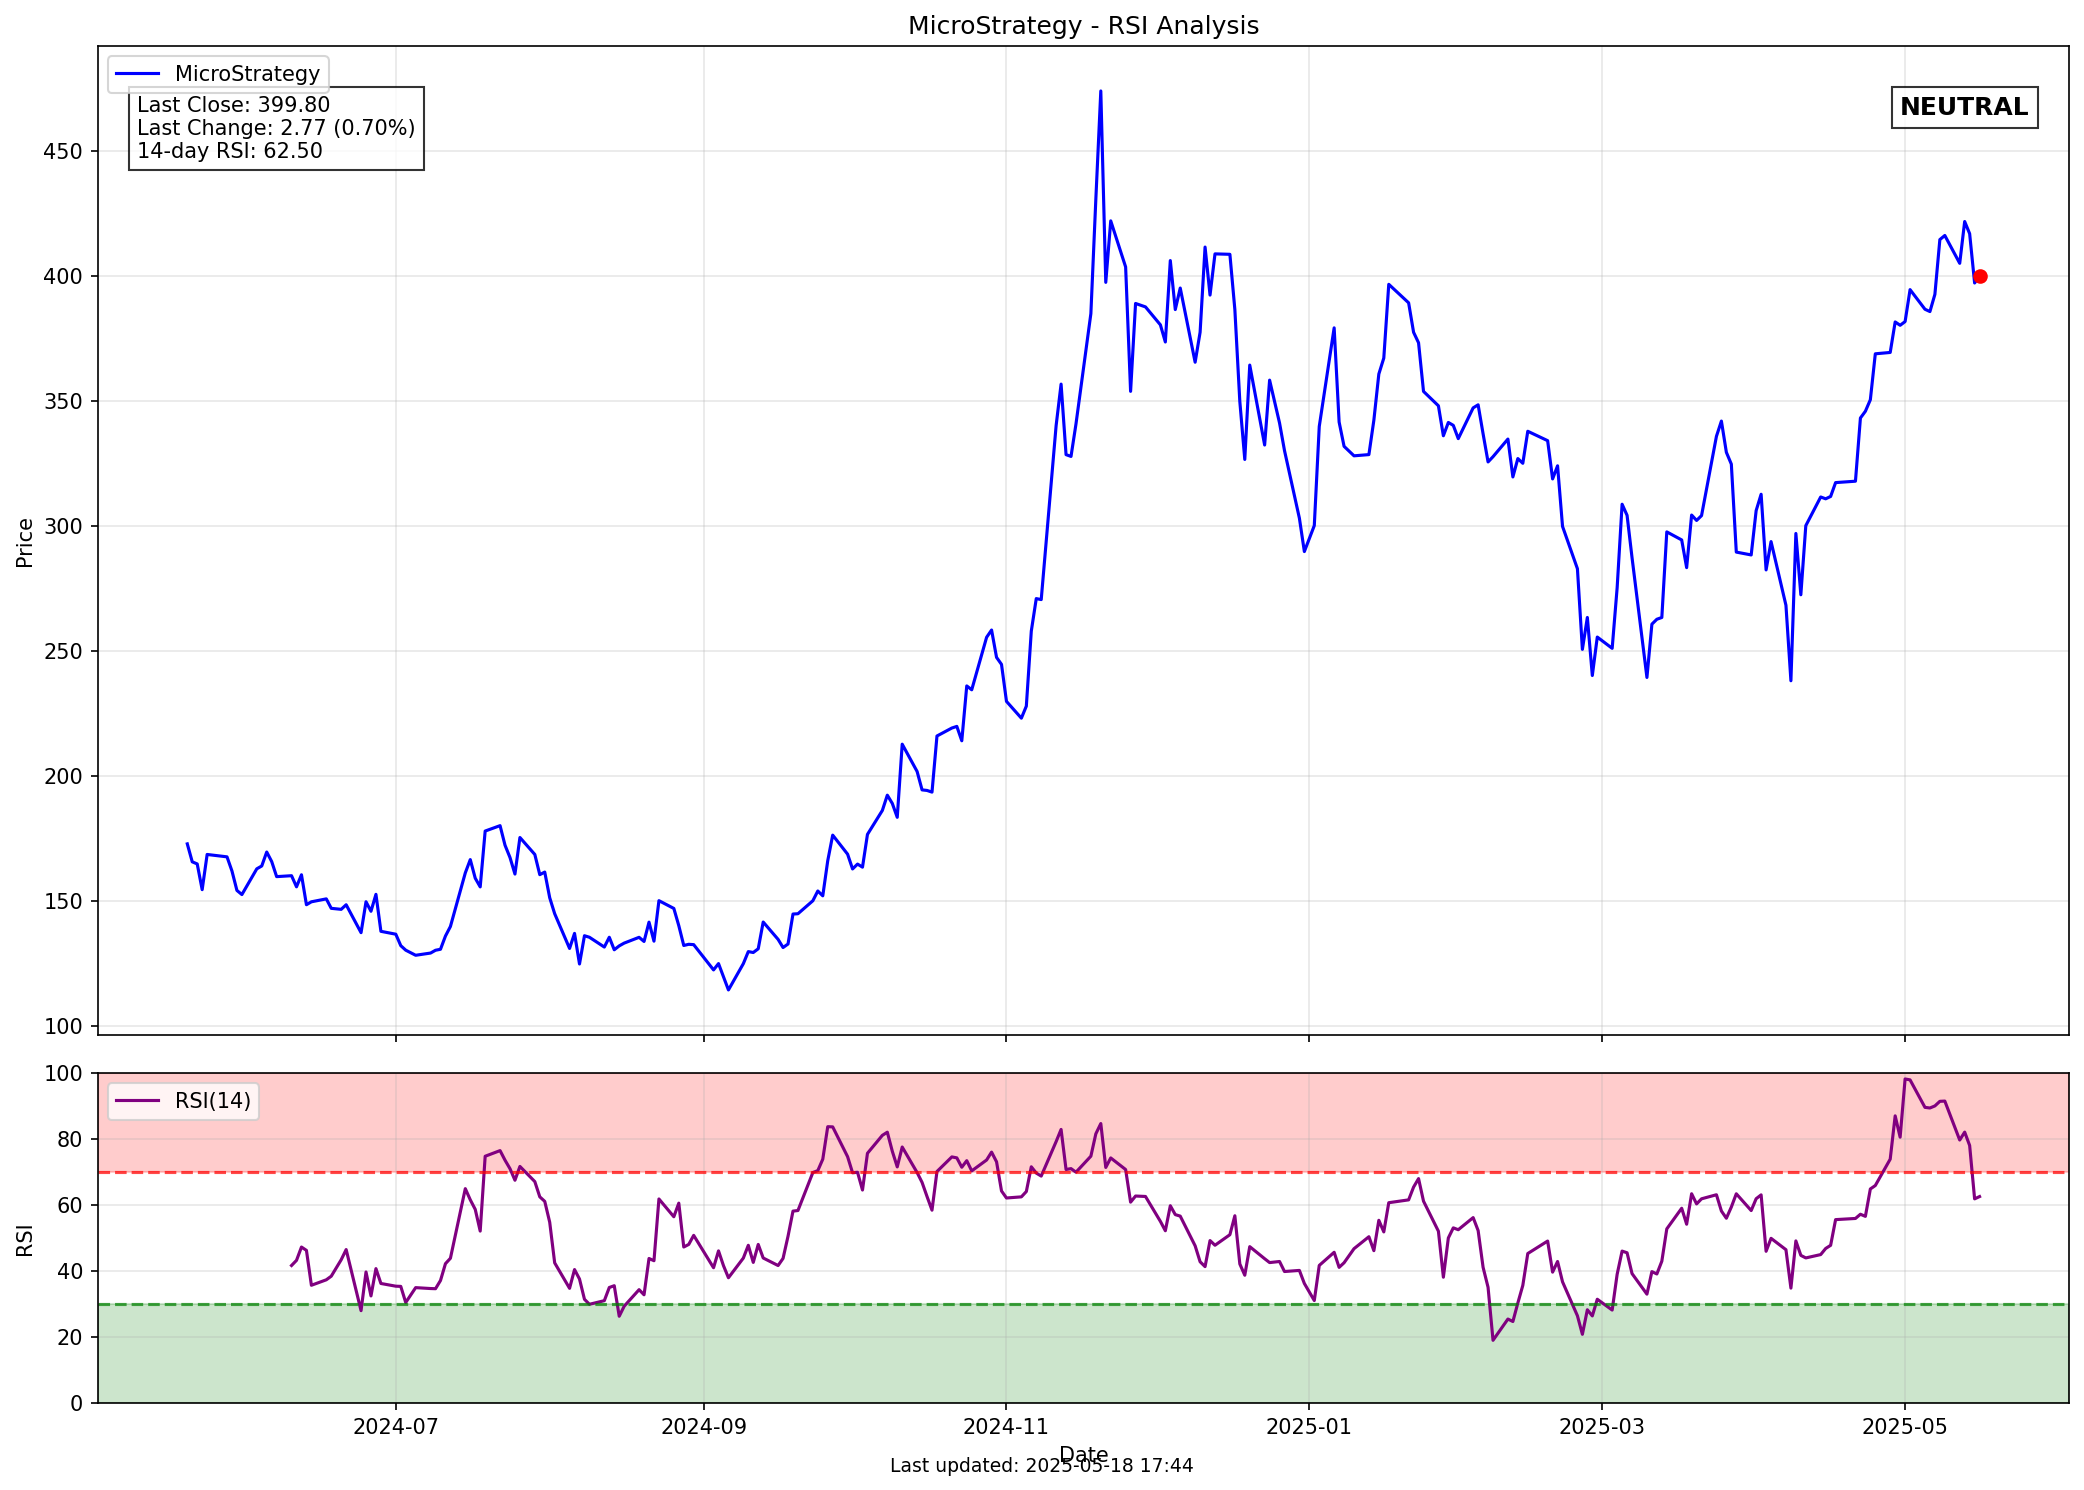 MicroStrategy - RSI Analysis
MicroStrategy
Last Close: 399.80
Last Change: 2.77 (0.70%)
14-day RSI: 62.50
NEUTRAL
450
400
350
300
250
200
150
100
Price
RSI(14)
100
80
60
40
20
0
RSI
2024-07
2024-09
2024-11
2025-01
2025-03
2025-05
Date
Last updated: 2025-05-18 17:44